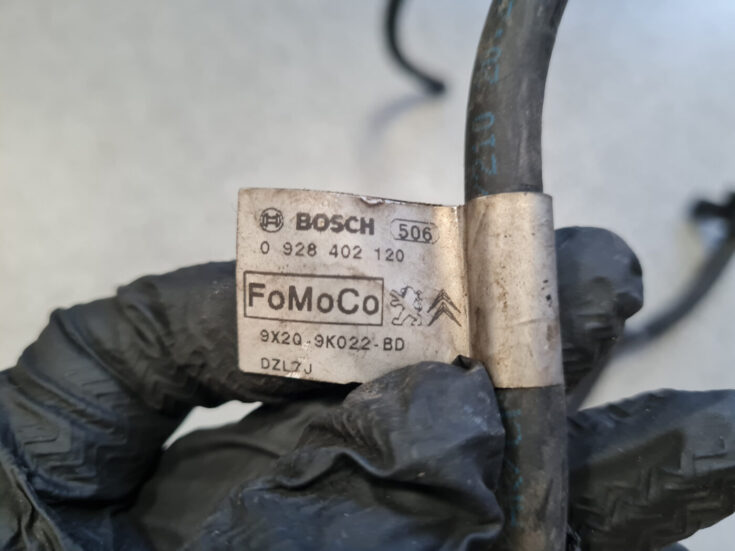 BOSCH 506
0 928 402 120
FoMoCo
9X2Q-9K022-BD
DZL7J